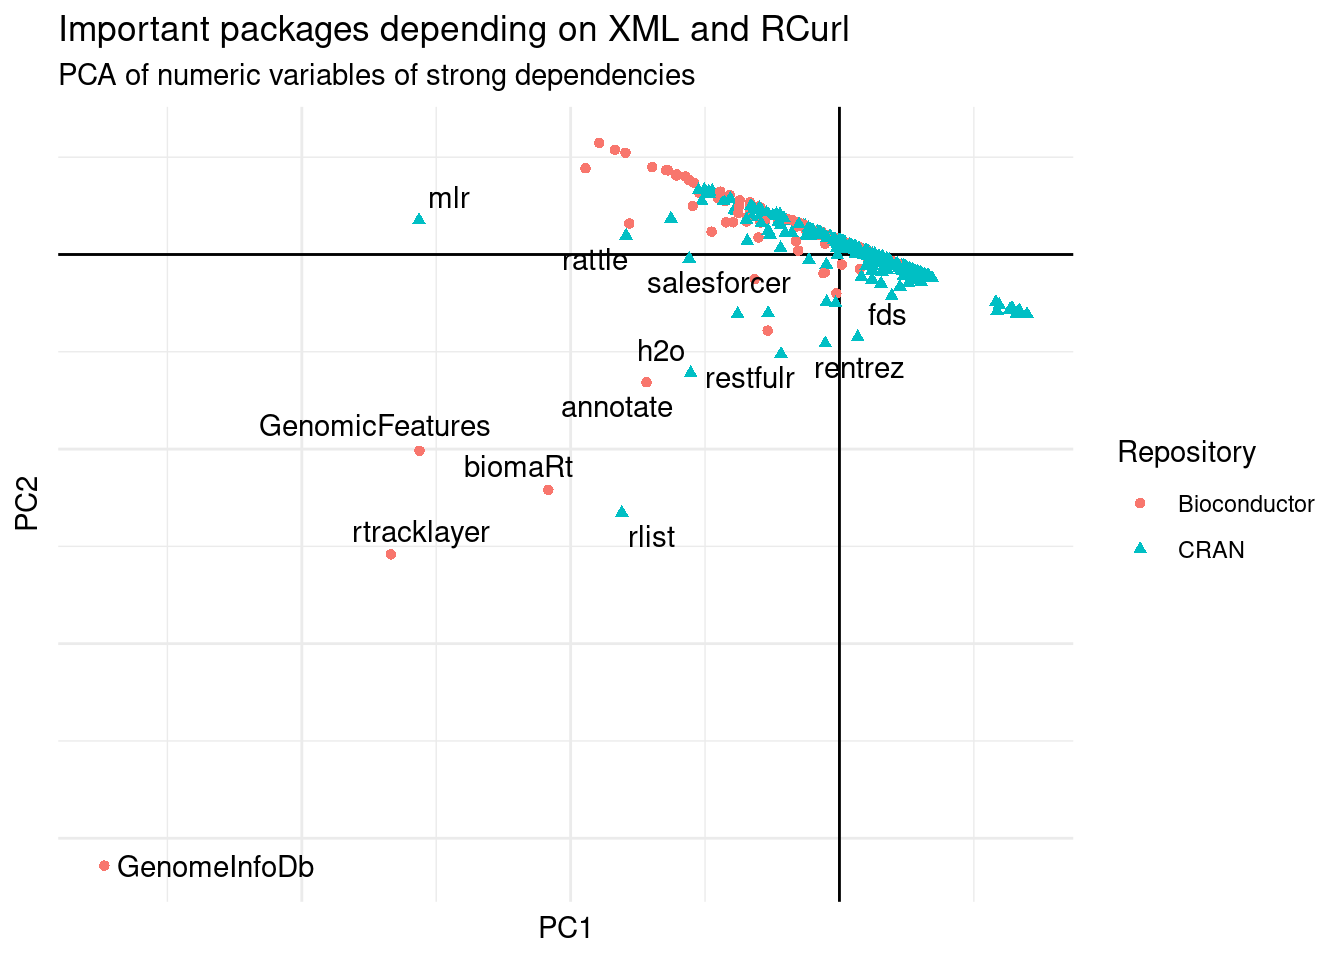 Important packages depending on XML and RCurl
PCA of numeric variables of strong dependencies
mlr
rattle
salesforcer
fds
h2o
restfulr
rentrez
annotate
GenomicFeatures
biomaRt
rtracklayer
rlist
GenomeInfoDb
PC2
PC1
Repository
Bioconductor
CRAN